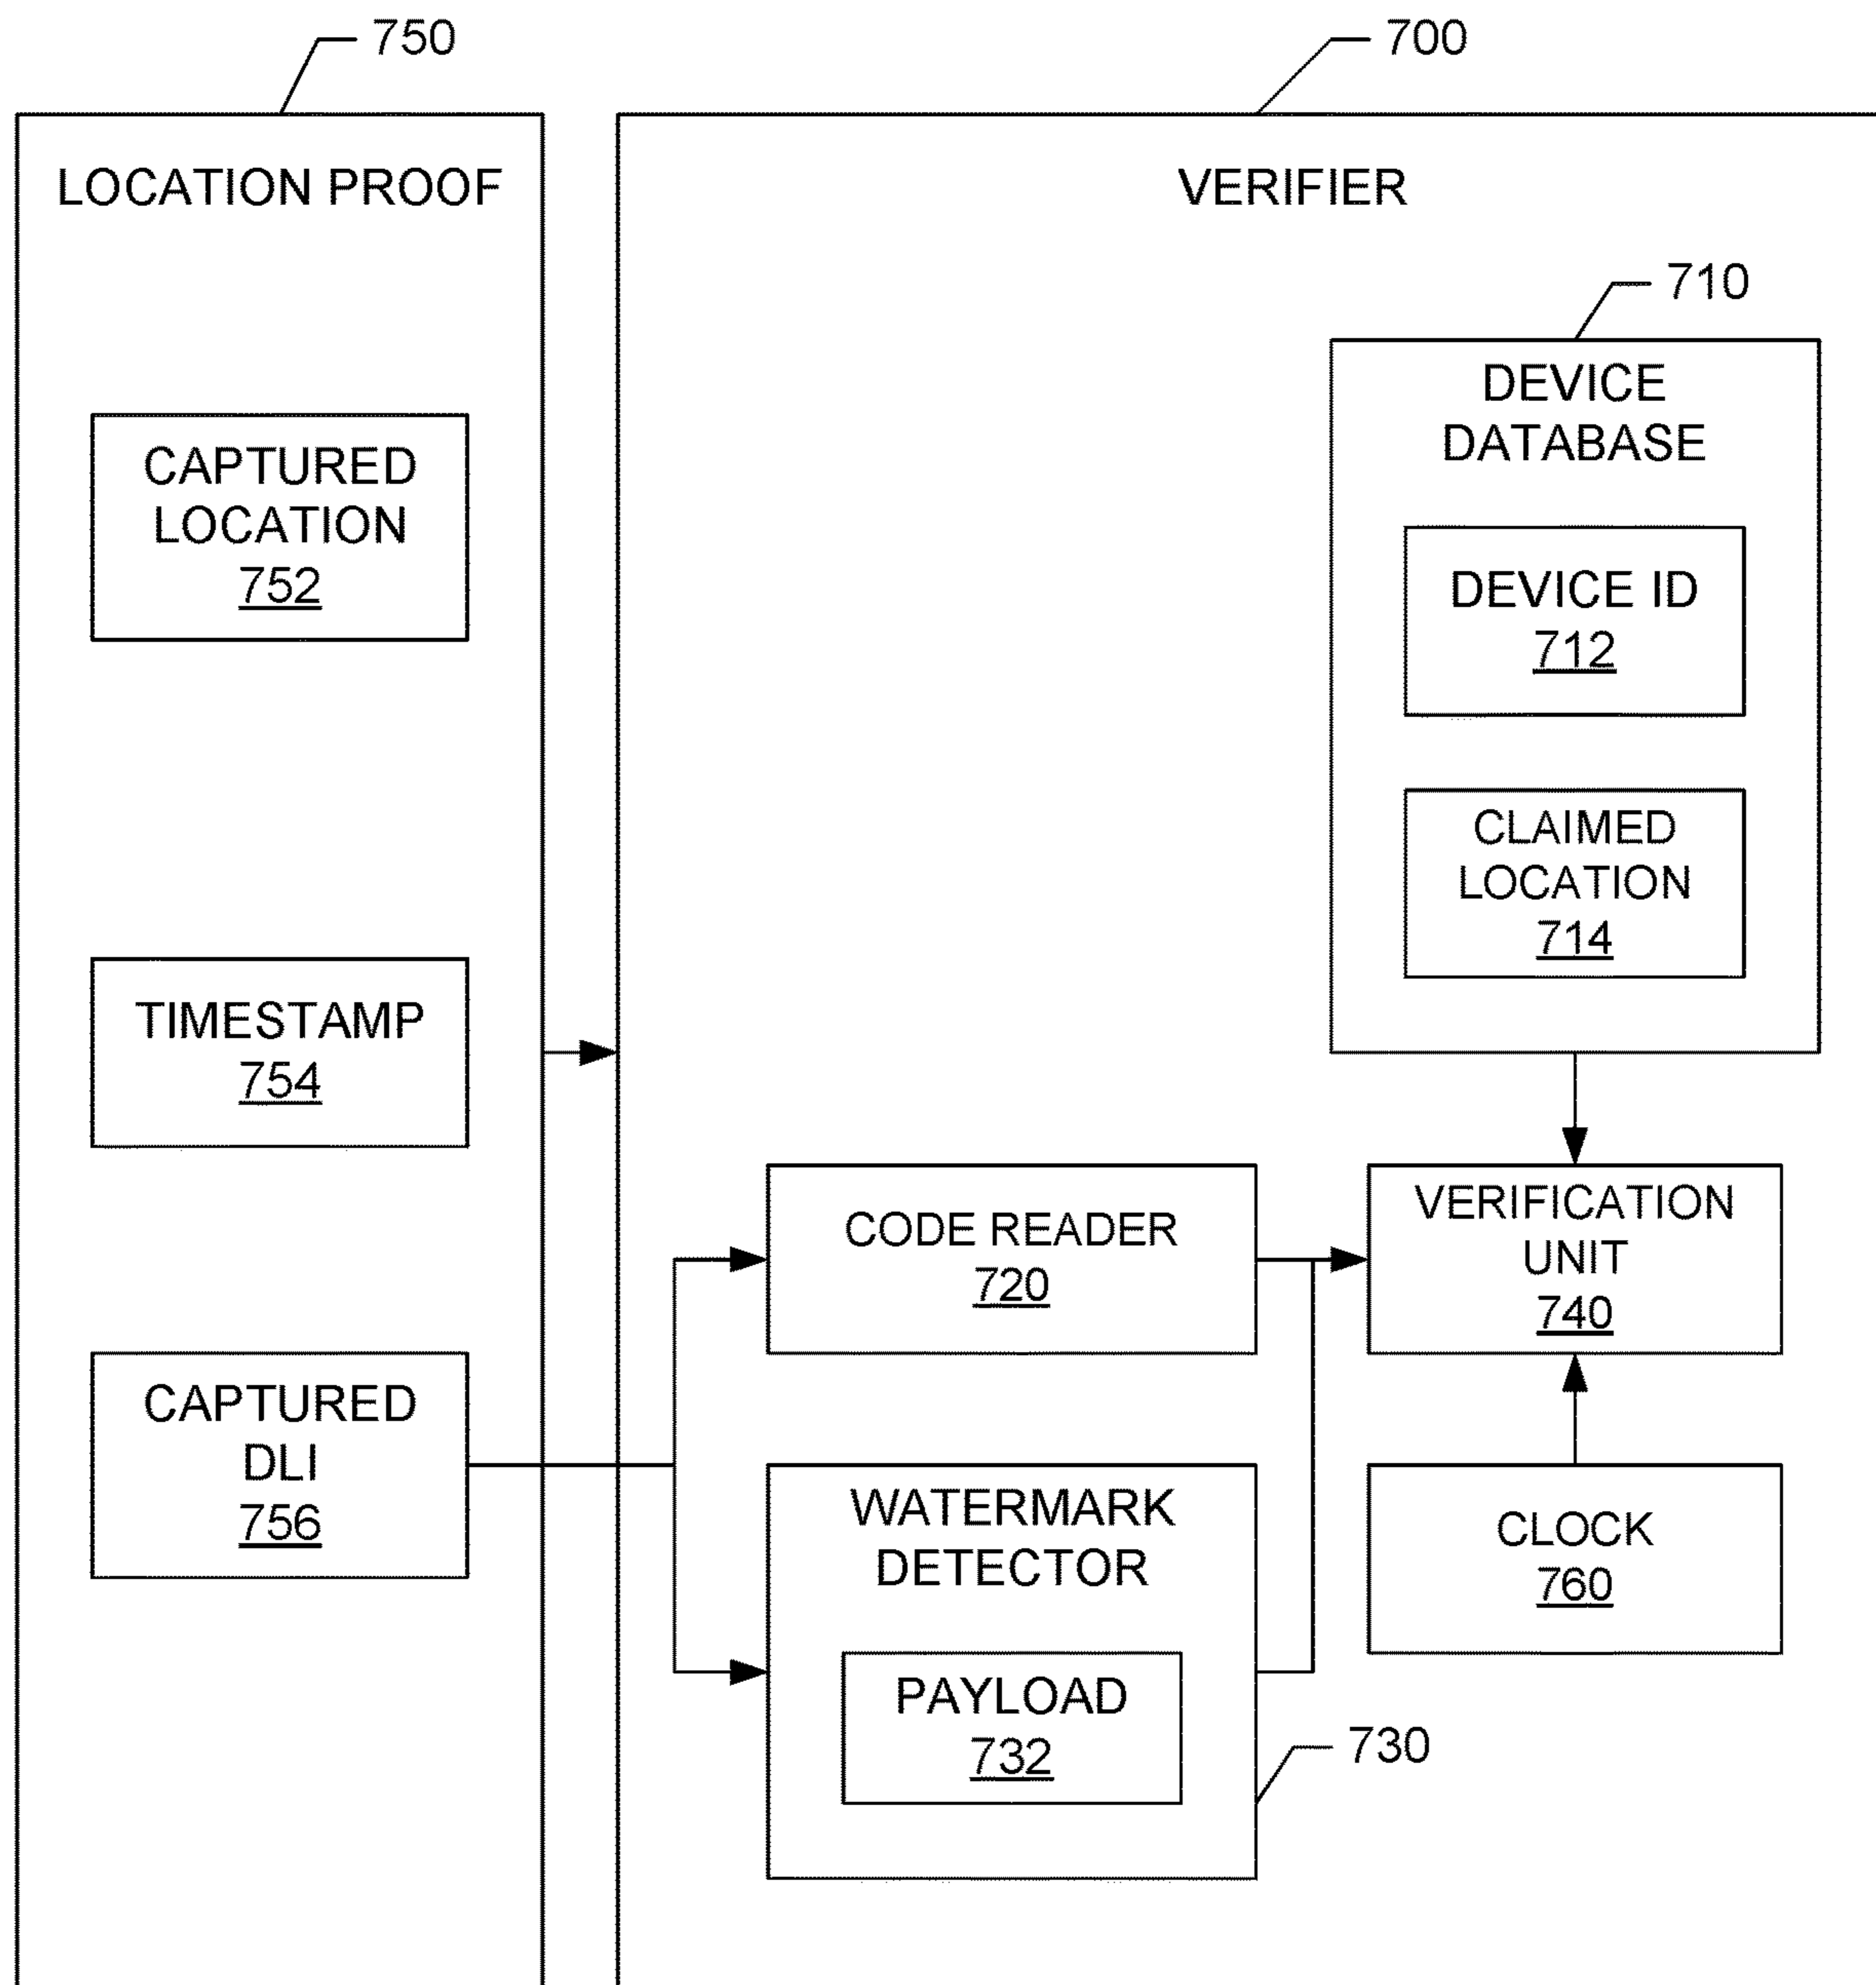 750
700
LOCATION PROOF
VERIFIER
710
DEVICE
DATABASE
CAPTURED
LOCATION
752
DEVICE ID
712
CLAIMED
LOCATION
714
TIMESTAMP
754
CODE READER
720
VERIFICATION
UNIT
740
CAPTURED
DLI
756
WATERMARK
DETECTOR
CLOCK
760
PAYLOAD
732
730